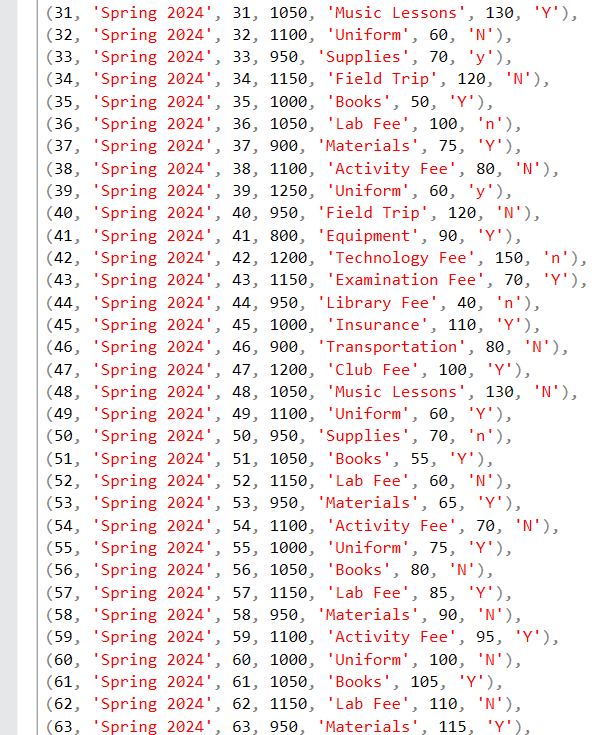 (31, 'Spring 2024', 31, 1050, 'Music Lessons', 130, 'Y'),
(32, 'Spring 2024', 32, 1100, 'Uniform', 60, 'N'),
(33, 'Spring 2024', 33, 950, 'Supplies', 70, 'y'),
(34, 'Spring 2024', 34, 1150, 'Field Trip', 120, 'N'),
(35, 'Spring 2024', 35, 1000, 'Books', 50, 'Y'),
(36, 'Spring 2024', 36, 1050, 'Lab Fee', 100, 'n'),
(37, 'Spring 2024', 37, 900, 'Materials', 75, 'Y'),
(38, 'Spring 2024', 38, 1100, 'Activity Fee', 80, 'N'),
(39, 'Spring 2024', 39, 1250, 'Uniform', 60, 'y'),
(40, 'Spring 2024', 40, 950, 'Field Trip', 120, 'N'),
(41, 'Spring 2024', 41, 800, 'Equipment', 90, 'Y'),
(42, 'Spring 2024', 42, 1200, 'Technology Fee', 150, 'n'),
(43, 'Spring 2024', 43, 1150, 'Examination Fee', 70, 'Y'),
(44, 'Spring 2024', 44, 950, 'Library Fee', 40, 'n'),
(45, 'Spring 2024', 45, 1000, 'Insurance', 110, 'Y'),
(46, 'Spring 2024', 46, 900, 'Transportation', 80, 'N'),
(47, 'Spring 2024', 47, 1200, 'Club Fee', 100, 'Y'),
(48, 'Spring 2024', 48, 1050, 'Music Lessons', 130, 'N'),
(49, 'Spring 2024', 49, 1100, 'Uniform', 60, 'Y'),
(50, 'Spring 2024', 50, 950, 'Supplies', 70, 'n'),
(51, 'Spring 2024', 51, 1050, 'Books', 55, 'Y'),
(52, 'Spring 2024', 52, 1150, 'Lab Fee', 60, 'N'),
(53, 'Spring 2024', 53, 950, 'Materials', 65, 'Y'),
(54, 'Spring 2024', 54, 1100, 'Activity Fee', 70, 'N'),
(55, 'Spring 2024', 55, 1000, 'Uniform', 75, 'Y'),
(56, 'Spring 2024', 56, 1050, 'Books', 80, 'N'),
(57, 'Spring 2024', 57, 1150, 'Lab Fee', 85, 'Y'),
(58, 'Spring 2024', 58, 950, 'Materials', 90, 'N'),
(59, 'Spring 2024', 59, 1100, 'Activity Fee', 95, 'Y'),
(60, 'Spring 2024', 60, 1000, 'Uniform', 100, 'N'),
(61, 'Spring 2024', 61, 1050, 'Books', 105, 'Y'),
(62, 'Spring 2024', 62, 1150, 'Lab Fee', 110, 'N'),
(63, 'Spring 2024', 63, 950, 'Materials', 115, 'Y'),